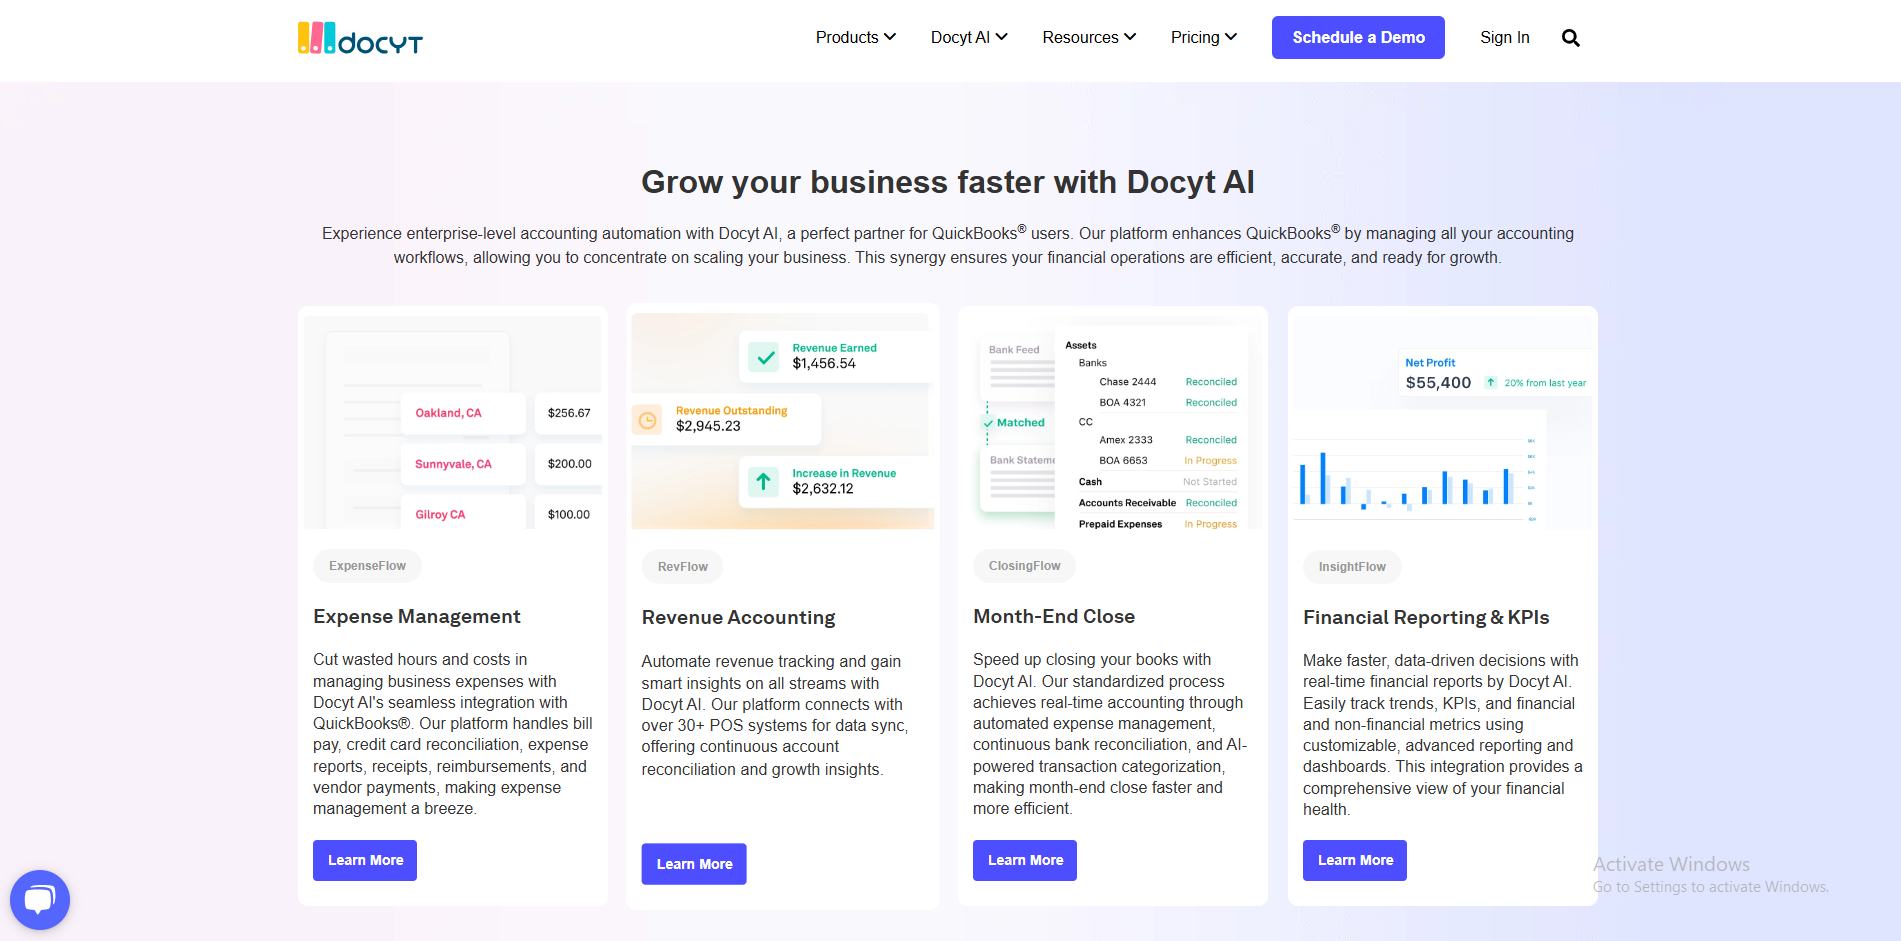 docyt
Products
Docyt AI
Resources
Pricing
Schedule a Demo
Sign In
Grow your business faster with Docyt AI
Experience enterprise-level accounting automation with Docyt AI, a perfect partner for QuickBooks® users. Our platform enhances QuickBooks® by managing all your accounting
workflows, allowing you to concentrate on scaling your business. This synergy ensures your financial operations are efficient, accurate, and ready for growth.
Oakland, CA $256.67
Sunnyvale, CA $200.00
Gilroy CA $100.00
ExpenseFlow
Expense Management
Cut wasted hours and costs in
managing business expenses with
Docyt AI's seamless integration with
QuickBooks®. Our platform handles bill
pay, credit card reconciliation, expense
reports, receipts, reimbursements, and
vendor payments, making expense
management a breeze.
Learn More
Revenue Earned
$1,456.54
Revenue Outstanding
$2,945.23
Increase in Revenue
$2,632.12
RevFlow
Revenue Accounting
Automate revenue tracking and gain
smart insights on all streams with
Docyt AI. Our platform connects with
over 30+ POS systems for data sync,
offering continuous account
reconciliation and growth insights.
Learn More
Bank Feed
Matched
Bank Stateme
Assets
Banks
Chase 2444 Reconciled
BOA 4321 Reconciled
CC
Amex 2333 Reconciled
BOA 6653 In Progress
Cash Not Started
Accounts Receivable Reconciled
Prepaid Expenses In Progress
ClosingFlow
Month-End Close
Speed up closing your books with
Docyt AI. Our standardized process
achieves real-time accounting through
automated expense management,
continuous bank reconciliation, and AI-
powered transaction categorization,
making month-end close faster and
more efficient.
Learn More
Net Profit
$55,400 20% from last year
InsightFlow
Financial Reporting & KPIs
Make faster, data-driven decisions with
real-time financial reports by Docyt AI.
Easily track trends, KPIs, and financial
and non-financial metrics using
customizable, advanced reporting and
dashboards. This integration provides a
comprehensive view of your financial
health.
Learn More
Activate Windows
Go to Settings to activate Windows.